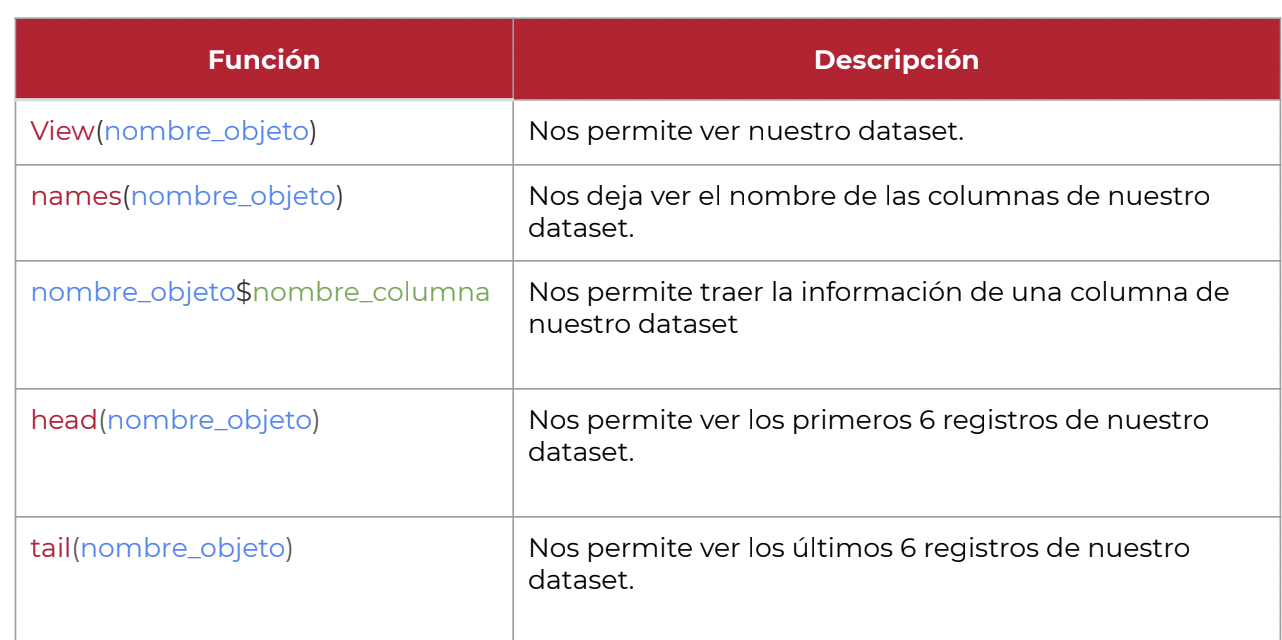 Función
Descripción
View(nombre_objeto)
Nos permite ver nuestro dataset.
names(nombre_objeto)
Nos deja ver el nombre de las columnas de nuestro
dataset.
nombre_objeto$nombre_columna
Nos permite traer la información de una columna de
nuestro dataset
head(nombre_objeto)
Nos permite ver los primeros 6 registros de nuestro
dataset.
tail(nombre_objeto)
Nos permite ver los últimos 6 registros de nuestro
dataset.